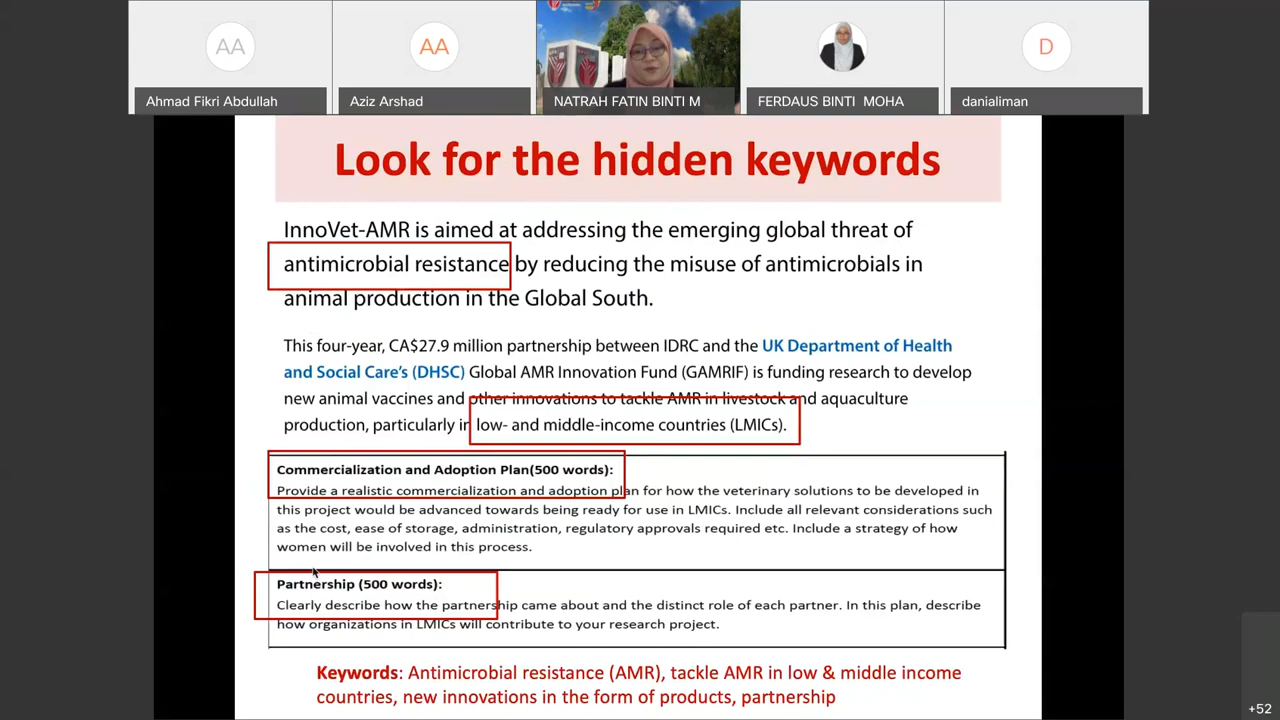 AA
AA
D
Ahmad Fikri Abdullah
Aziz Arshad
NATRAH FATIN BINTI M
FERDAUS BINTI MOHA
danialiman
Look for the hidden keywords
InnoVet-AMR is aimed at addressing the emerging global threat of
antimicrobial resistance by reducing the misuse of antimicrobials in
animal production in the Global South.
This four-year, CA$27.9 million partnership between IDRC and the UK Department of Health
and Social Care's (DHSC) Global AMR Innovation Fund (GAMRIF) is funding research to develop
new animal vaccines and other innovations to tackle AMR in livestock and aquaculture
production, particularly in low- and middle-income countries (LMICs).
Commercialization and Adoption Plan(500 words):
Provide a realistic commercialization and adoption plan for how the veterinary solutions to be developed in
this project would be advanced towards being ready for use in LMICs. Include all relevant considerations such
as the cost, ease of storage, administration, regulatory approvals required etc. Include a strategy of how
women will be involved in this process.
Partnership (500 words):
Clearly describe how the partnership came about and the distinct role of each partner. In this plan, describe
how organizations in LMICs will contribute to your research project.
Keywords: Antimicrobial resistance (AMR), tackle AMR in low & middle income
countries, new innovations in the form of products, partnership
+52